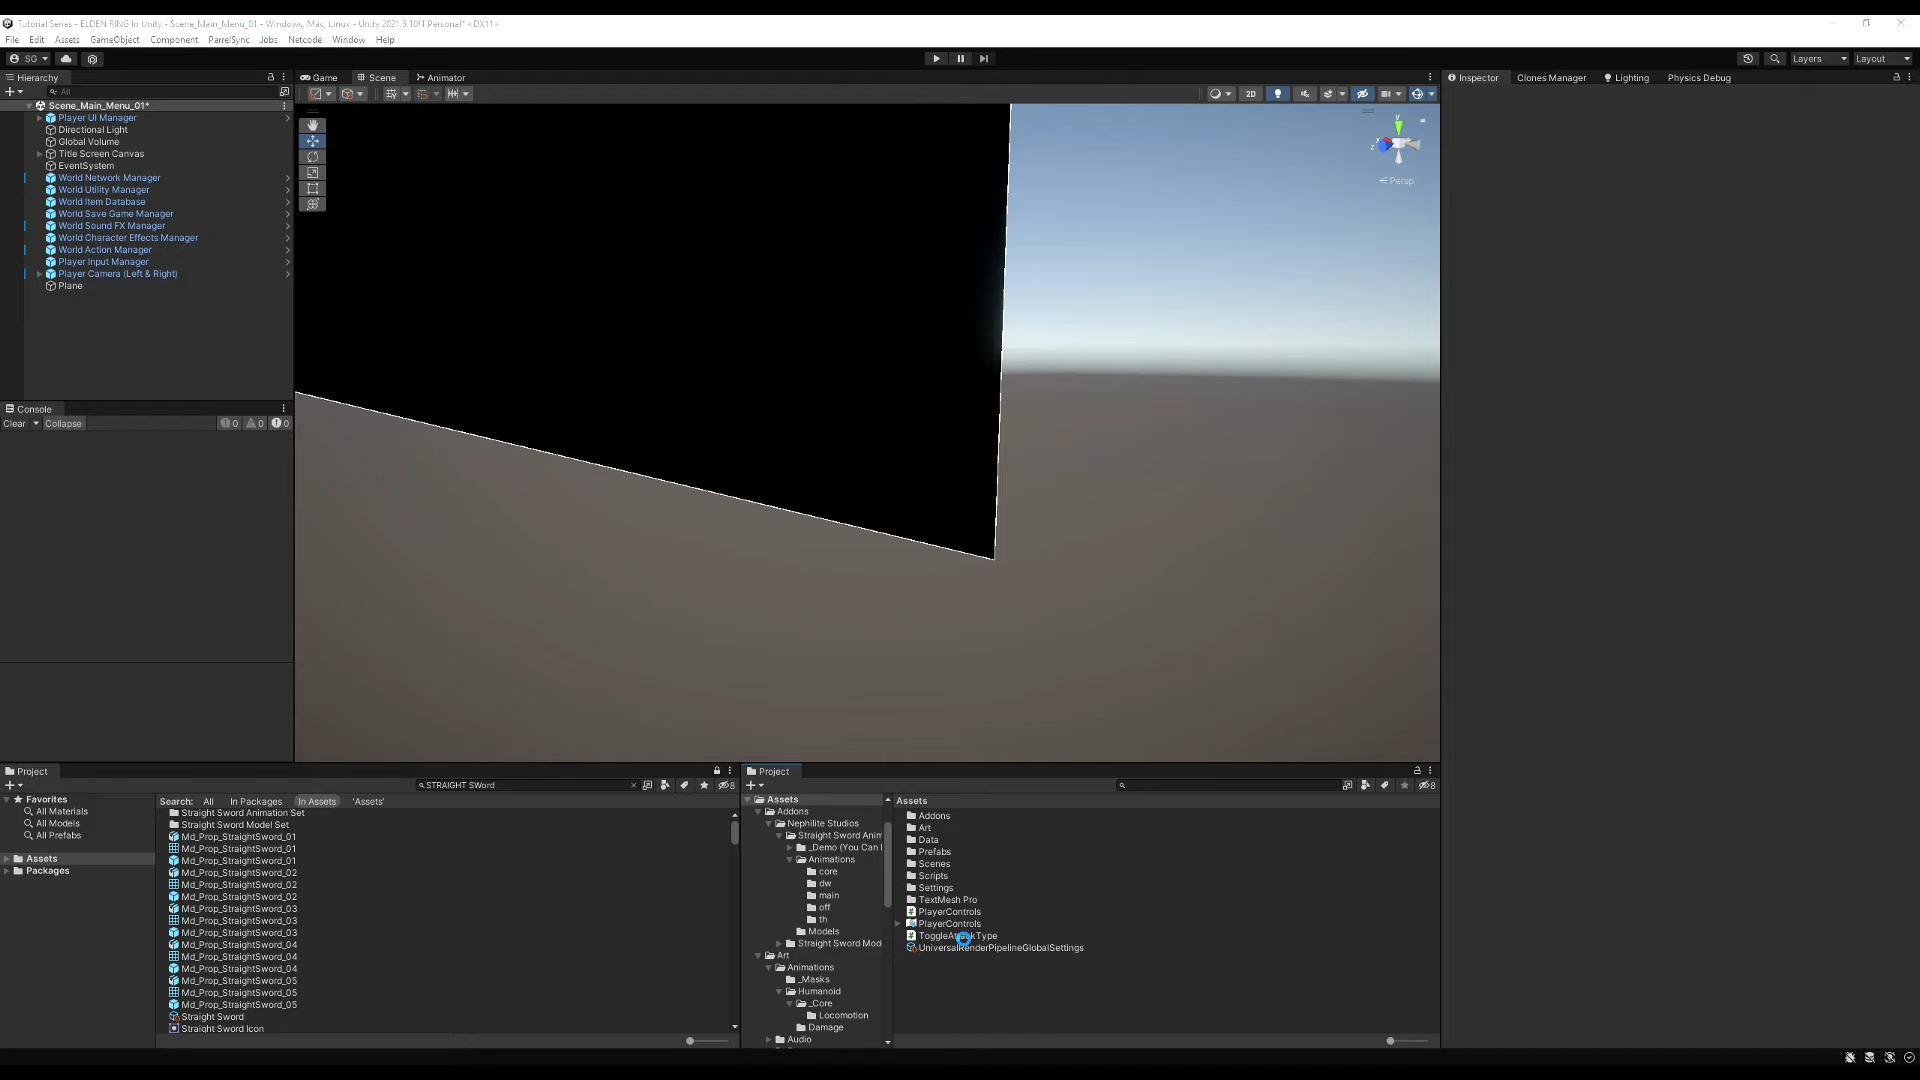 Tutorial Series - ELDEN RING In Unity - Scene_Main_Menu_01 - Windows, Mac, Linux - Unity 2021.3.10f1 Personal* <DX11>
File Edit Assets GameObject Component ParrelSync Jobs Netcode Window Help
SG Layers Layout
Hierarchy Game Scene Animator Inspector Clones Manager Lighting Physics Debug
All 2D
Scene_Main_Menu_01*
Player UI Manager
Directional Light
Global Volume
Title Screen Canvas
EventSystem
World Network Manager
World Utility Manager
World Item Database
World Save Game Manager
World Sound FX Manager
World Character Effects Manager
World Action Manager
Player Input Manager
Player Camera (Left & Right)
Plane
y
x
z
Persp
Console
Clear Collapse 0 0 0
Project
STRAIGHT SWord 8
Favorites
All Materials
All Models
All Prefabs
Assets
Packages
Search: All In Packages In Assets 'Assets'
Straight Sword Animation Set
Straight Sword Model Set
Md_Prop_StraightSword_01
Md_Prop_StraightSword_01
Md_Prop_StraightSword_01
Md_Prop_StraightSword_02
Md_Prop_StraightSword_02
Md_Prop_StraightSword_02
Md_Prop_StraightSword_03
Md_Prop_StraightSword_03
Md_Prop_StraightSword_03
Md_Prop_StraightSword_04
Md_Prop_StraightSword_04
Md_Prop_StraightSword_04
Md_Prop_StraightSword_05
Md_Prop_StraightSword_05
Md_Prop_StraightSword_05
Straight Sword
Straight Sword Icon
Project
8
Assets
Addons
Nephilite Studios
Straight Sword Anim
_Demo (You Can
Animations
core
dw
main
off
th
Models
Straight Sword Mod
Art
Animations
_Masks
Humanoid
_Core
Locomotion
Damage
Audio
Assets
Addons
Art
Data
Prefabs
Scenes
Scripts
Settings
TextMesh Pro
PlayerControls
PlayerControls
UniversalRenderPipelineGlobalSettings